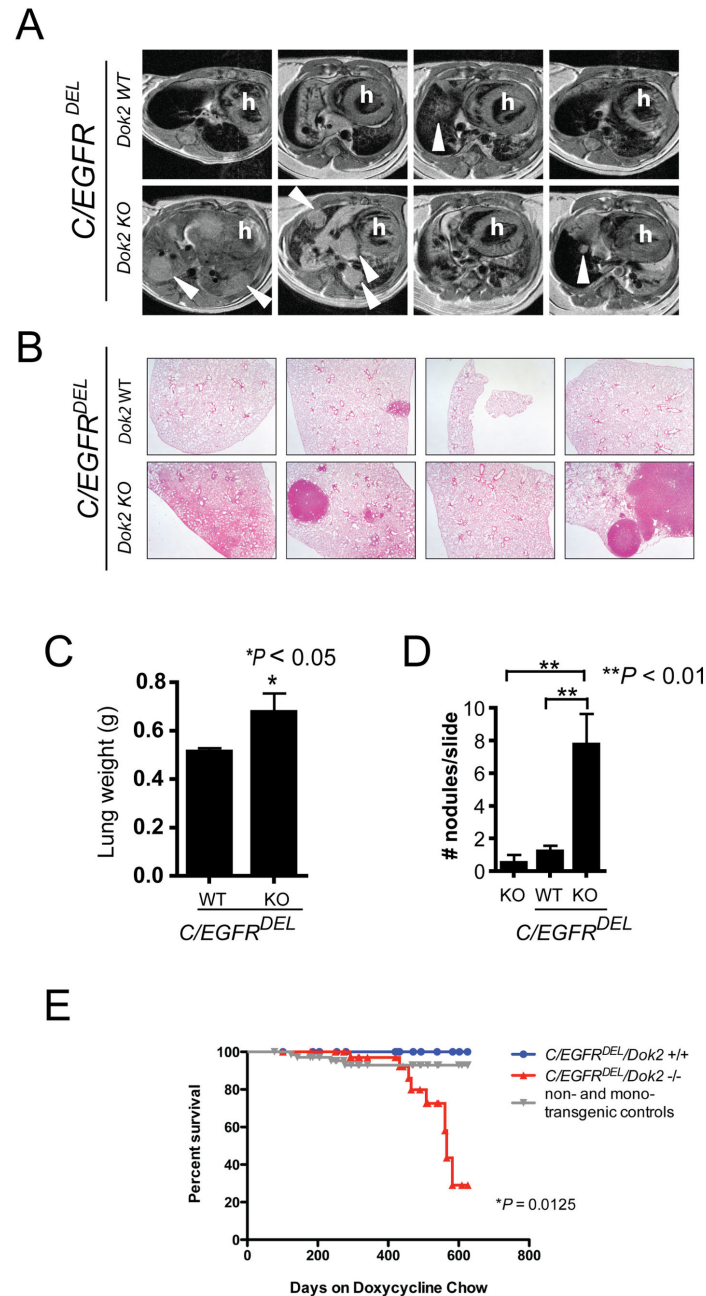 A
C/EGFR DEL
Dok2 WT
Dok2 KO
h h h h
h h h h
B
C/EGFR DEL
Dok2 WT
Dok2 KO
C
*P < 0.05
*
Lung weight (g)
0.8
0.6
0.4
0.2
0.0
WT KO
C/EGFR DEL
D
**
**
**P < 0.01
# nodules/slide
10
8
6
4
2
0
KO WT KO
C/EGFR DEL
E
Percent survival
100
80
60
40
20
0
0 200 400 600 800
Days on Doxycycline Chow
C/EGFR DEL/Dok2 +/+
C/EGFR DEL/Dok2 -/-
non- and mono-
transgenic controls
*P = 0.0125